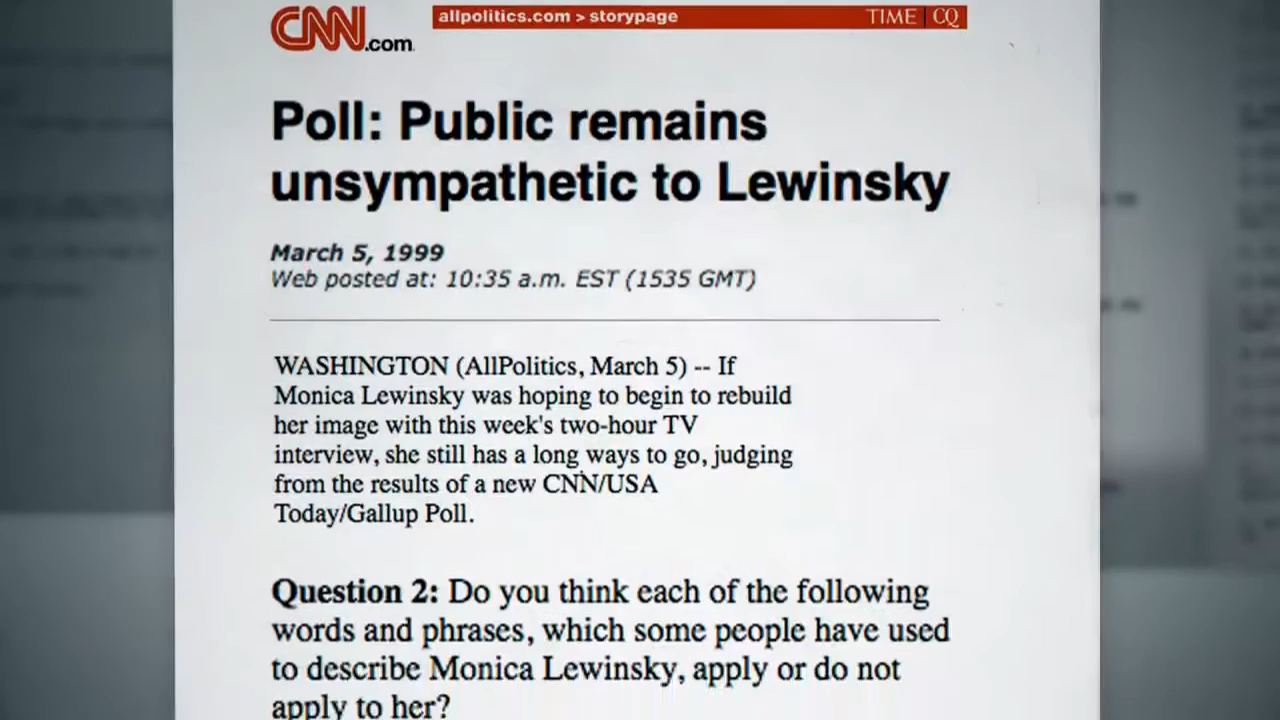 CNN.com
allpolitics.com > storypage TIME CQ
Poll: Public remains
unsympathetic to Lewinsky
March 5, 1999
Web posted at: 10:35 a.m. EST (1535 GMT)
WASHINGTON (AllPolitics, March 5) -- If
Monica Lewinsky was hoping to begin to rebuild
her image with this week's two-hour TV
interview, she still has a long ways to go, judging
from the results of a new CNN/USA
Today/Gallup Poll.
Question 2: Do you think each of the following
words and phrases, which some people have used
to describe Monica Lewinsky, apply or do not
apply to her?